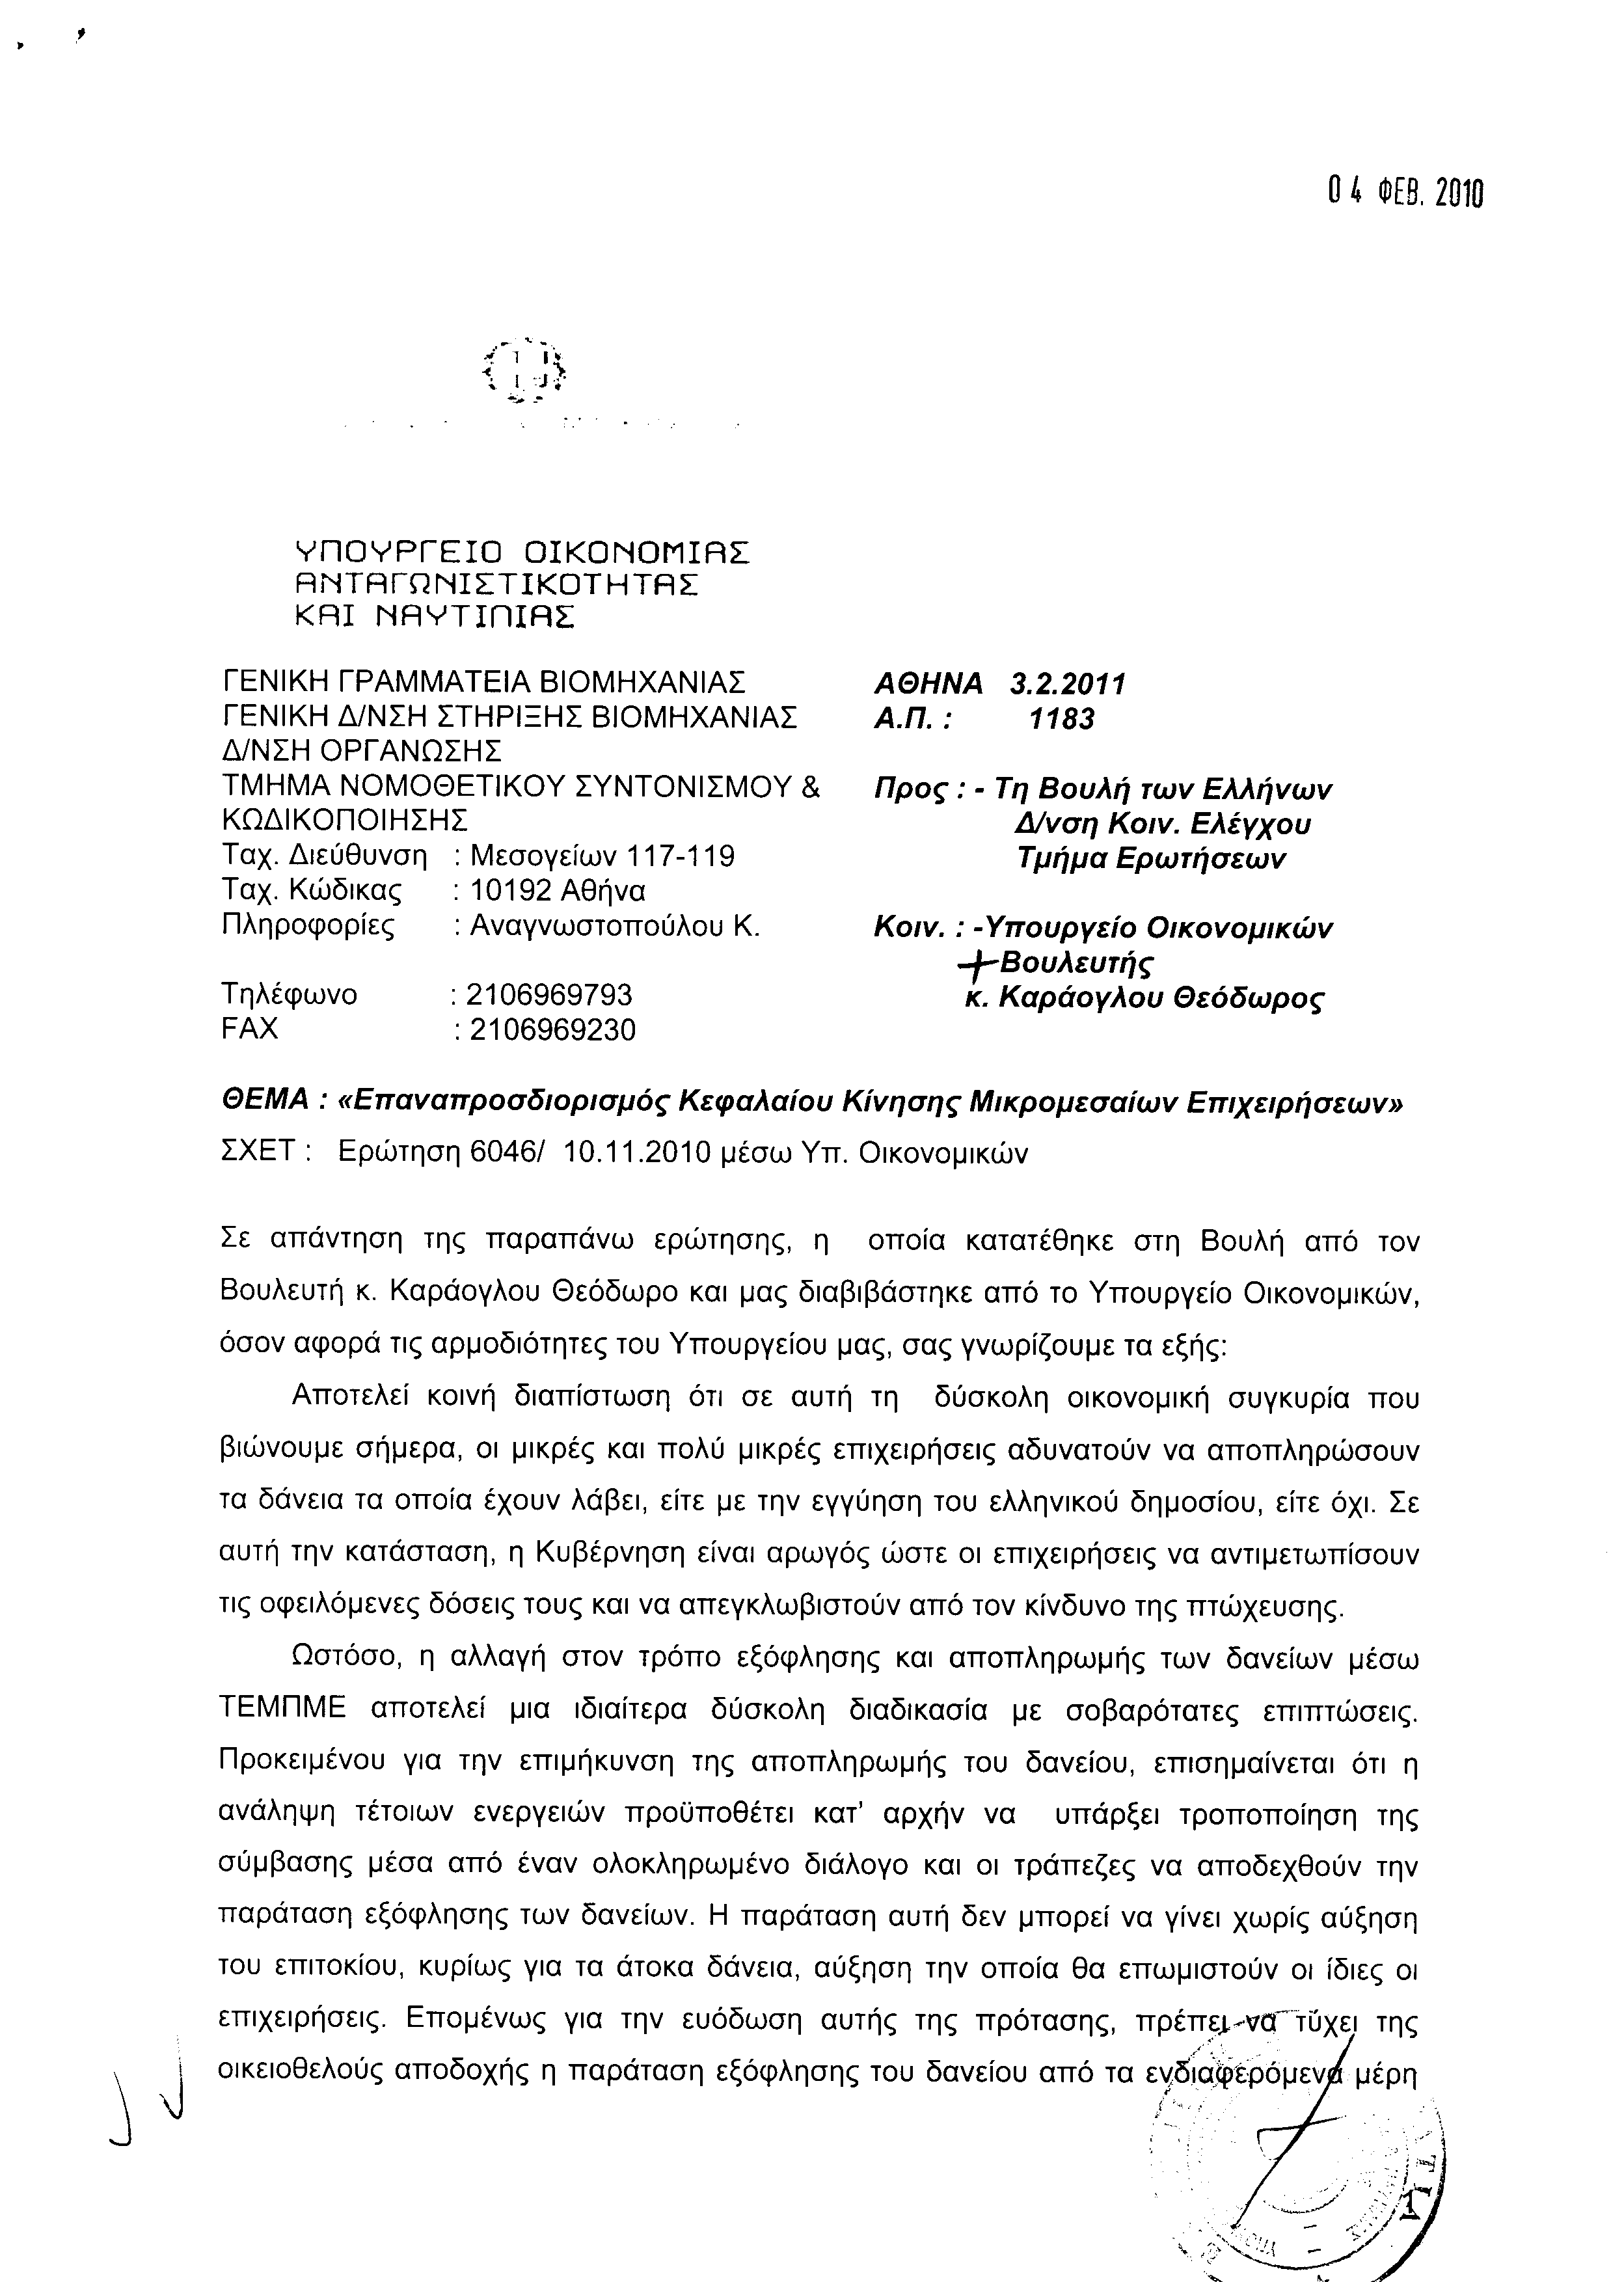 04 ΦΕΒ. 2010
ΥΠΟΥΡΓΕΙΟ ΟΙΚΟΝΟΜΙΑΣ
ΑΝΤΑΓΩΝΙΣΤΙΚΟΤΗΤΑΣ
ΚΑΙ ΝΑΥΤΙΠΙΑΣ
ΓΕΝΙΚΗ ΓΡΑΜΜΑΤΕΙΑ ΒΙΟΜΗΧΑΝΙΑΣ
ΓΕΝΙΚΗ Δ/ΝΣΗ ΣΤΗΡΙΞΗΣ ΒΙΟΜΗΧΑΝΙΑΣ
Δ/ΝΣΗ ΟΡΓΑΝΩΣΗΣ
ΤΜΗΜΑ ΝΟΜΟΘΕΤΙΚΟΥ ΣΥΝΤΟΝΙΣΜΟΥ &
ΚΩΔΙΚΟΠΟΙΗΣΗΣ
Ταχ. Διεύθυνση : Μεσογείων 117-119
Ταχ. Κώδικας : 10192 Αθήνα
Πληροφορίες : Αναγνωστοπούλου Κ.
Τηλέφωνο : 2106969793
FAX : 2106969230
ΑΘΗΝΑ 3.2.2011
Α.Π. : 1183
Προς : - Τη Βουλή των Ελλήνων
Δ/νση Κοιν. Ελέγχου
Τμήμα Ερωτήσεων
Κοιν. : -Υπουργείο Οικονομικών
-Βουλευτής
κ. Καράογλου Θεόδωρος
ΘΕΜΑ : «Επαναπροσδιορισμός Κεφαλαίου Κίνησης Μικρομεσαίων Επιχειρήσεων»
ΣΧΕΤ : Ερώτηση 6046/ 10.11.2010 μέσω Υπ. Οικονομικών
Σε απάντηση της παραπάνω ερώτησης, η οποία κατατέθηκε στη Βουλή από τον
Βουλευτή κ. Καράογλου Θεόδωρο και μας διαβιβάστηκε από το Υπουργείο Οικονομικών,
όσον αφορά τις αρμοδιότητες του Υπουργείου μας, σας γνωρίζουμε τα εξής:
Αποτελεί κοινή διαπίστωση ότι σε αυτή τη δύσκολη οικονομική συγκυρία που
βιώνουμε σήμερα, οι μικρές και πολύ μικρές επιχειρήσεις αδυνατούν να αποπληρώσουν
τα δάνεια τα οποία έχουν λάβει, είτε με την εγγύηση του ελληνικού δημοσίου, είτε όχι. Σε
αυτή την κατάσταση, η Κυβέρνηση είναι αρωγός ώστε οι επιχειρήσεις να αντιμετωπίσουν
τις οφειλόμενες δόσεις τους και να απεγκλωβιστούν από τον κίνδυνο της πτώχευσης.
Ωστόσο, η αλλαγή στον τρόπο εξόφλησης και αποπληρωμής των δανείων μέσω
ΤΕΜΠΜΕ αποτελεί μια ιδιαίτερα δύσκολη διαδικασία με σοβαρότατες επιπτώσεις.
Προκειμένου για την επιμήκυνση της αποπληρωμής του δανείου, επισημαίνεται ότι η
ανάληψη τέτοιων ενεργειών προϋποθέτει κατ' αρχήν να υπάρξει τροποποίηση της
σύμβασης μέσα από έναν ολοκληρωμένο διάλογο και οι τράπεζες να αποδεχθούν την
παράταση εξόφλησης των δανείων. Η παράταση αυτή δεν μπορεί να γίνει χωρίς αύξηση
του επιτοκίου, κυρίως για τα άτοκα δάνεια, αύξηση την οποία θα επωμιστούν οι ίδιες οι
επιχειρήσεις. Επομένως για την ευόδωση αυτής της πρότασης, πρέπει να τύχει της
οικειοθελούς αποδοχής η παράταση εξόφλησης του δανείου από τα ενδιαφερόμενα μέρη